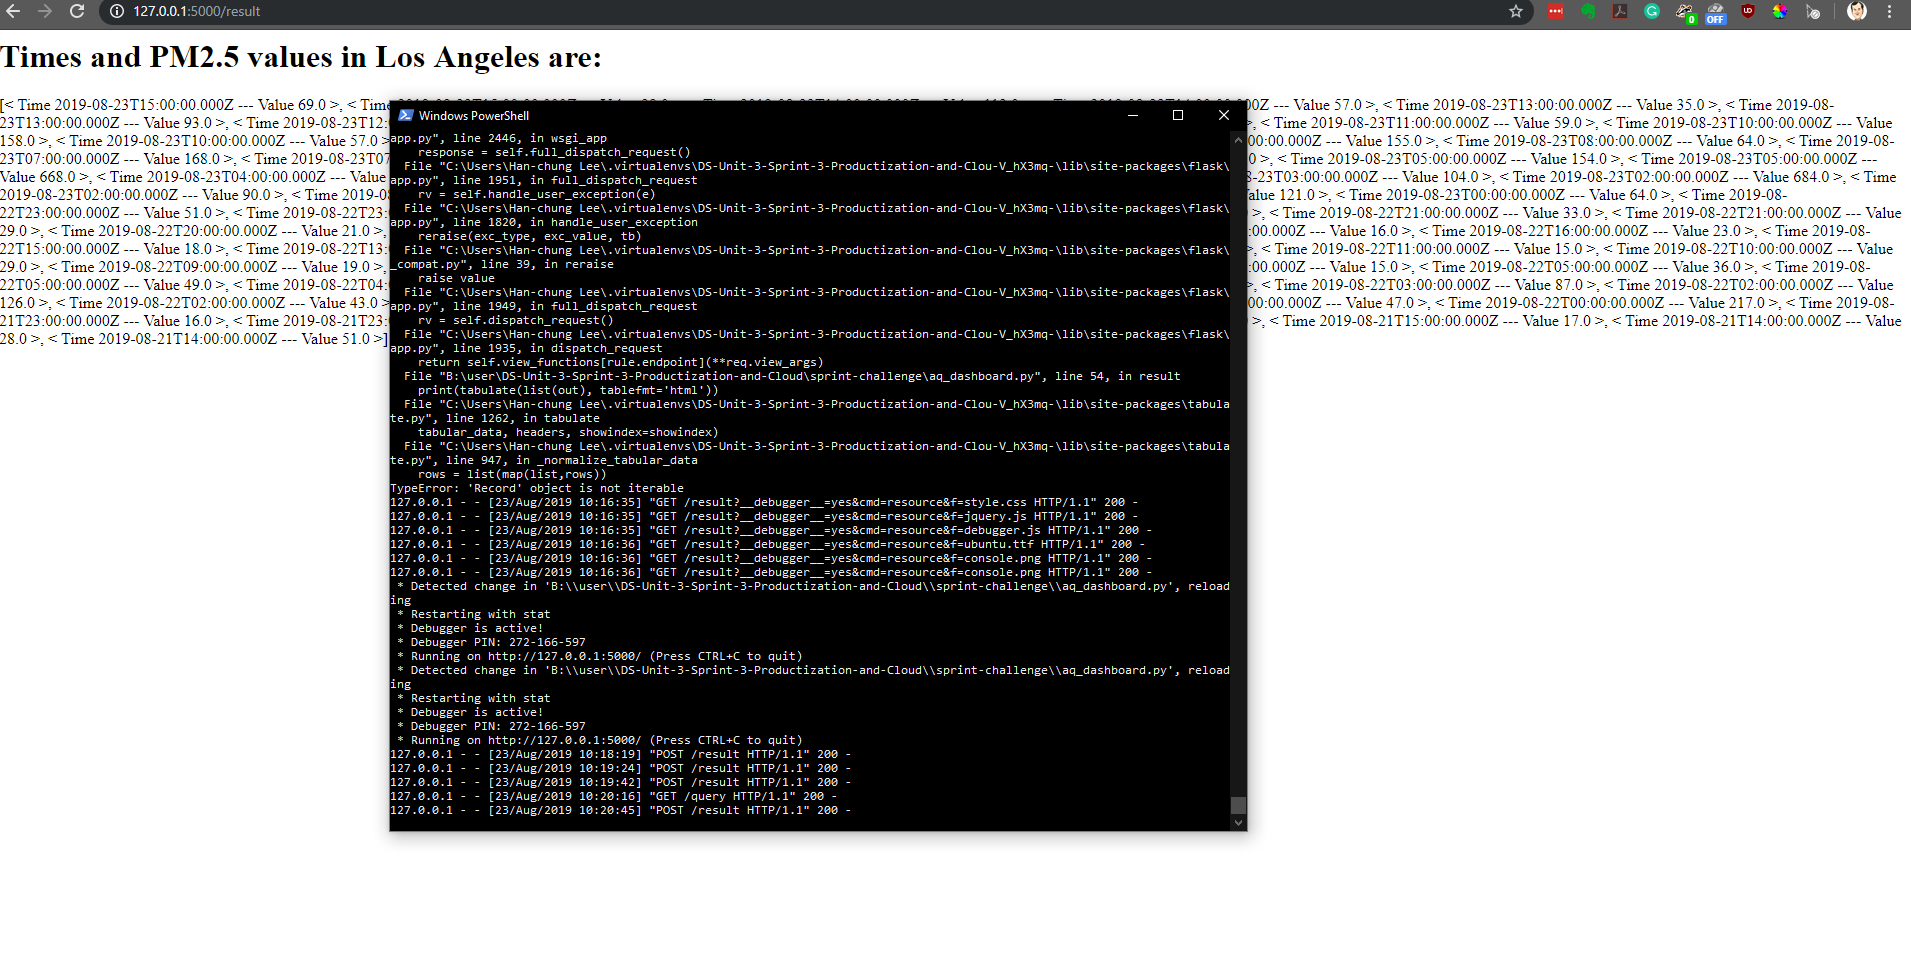 127.0.0.1:5000/result
0
OFF
Times and PM2.5 values in Los Angeles are:
[< Time 2019-08-23T15:00:00.000Z --- Value 69.0 >, < Time
00Z --- Value 57.0 >, < Time 2019-08-23T13:00:00.000Z --- Value 35.0 >, < Time 2019-08-
23T13:00:00.000Z --- Value 93.0 >, < Time 2019-08-23T12:
>, < Time 2019-08-23T11:00:00.000Z --- Value 59.0 >, < Time 2019-08-23T10:00:00.000Z --- Value
158.0 >, < Time 2019-08-23T10:00:00.000Z --- Value 57.0 >
00:00.000Z --- Value 155.0 >, < Time 2019-08-23T08:00:00.000Z --- Value 64.0 >, < Time 2019-08-
23T07:00:00.000Z --- Value 168.0 >, < Time 2019-08-23T07
0 >, < Time 2019-08-23T05:00:00.000Z --- Value 154.0 >, < Time 2019-08-23T05:00:00.000Z ---
Value 668.0 >, < Time 2019-08-23T04:00:00.000Z --- Value
8-23T03:00:00.000Z --- Value 104.0 >, < Time 2019-08-23T02:00:00.000Z --- Value 684.0 >, < Time
2019-08-23T02:00:00.000Z --- Value 90.0 >, < Time 2019-08
alue 121.0 >, < Time 2019-08-23T00:00:00.000Z --- Value 64.0 >, < Time 2019-08-
22T23:00:00.000Z --- Value 51.0 >, < Time 2019-08-22T23:
>, < Time 2019-08-22T21:00:00.000Z --- Value 33.0 >, < Time 2019-08-22T21:00:00.000Z --- Value
29.0 >, < Time 2019-08-22T20:00:00.000Z --- Value 21.0 >,
:00.000Z --- Value 16.0 >, < Time 2019-08-22T16:00:00.000Z --- Value 23.0 >, < Time 2019-08-
22T15:00:00.000Z --- Value 18.0 >, < Time 2019-08-22T13:
>, < Time 2019-08-22T11:00:00.000Z --- Value 15.0 >, < Time 2019-08-22T10:00:00.000Z --- Value
29.0 >, < Time 2019-08-22T09:00:00.000Z --- Value 19.0 >,
:00:00.000Z --- Value 15.0 >, < Time 2019-08-22T05:00:00.000Z --- Value 36.0 >, < Time 2019-08-
22T05:00:00.000Z --- Value 49.0 >, < Time 2019-08-22T04:
>, < Time 2019-08-22T03:00:00.000Z --- Value 87.0 >, < Time 2019-08-22T02:00:00.000Z --- Value
126.0 >, < Time 2019-08-22T02:00:00.000Z --- Value 43.0 >
00:00.000Z --- Value 47.0 >, < Time 2019-08-22T00:00:00.000Z --- Value 217.0 >, < Time 2019-08-
21T23:00:00.000Z --- Value 16.0 >, < Time 2019-08-21T23:
>, < Time 2019-08-21T15:00:00.000Z --- Value 17.0 >, < Time 2019-08-21T14:00:00.000Z --- Value
28.0 >, < Time 2019-08-21T14:00:00.000Z --- Value 51.0 >]
Windows PowerShell
app.py", line 2446, in wsgi_app
response = self.full_dispatch_request()
File "C:\Users\Han-chung Lee\.virtualenvs\DS-Unit-3-Sprint-3-Productization-and-Clou-V_hX3mq-\lib\site-packages\flask\
app.py", line 1951, in full_dispatch_request
rv = self.handle_user_exception(e)
File "C:\Users\Han-chung Lee\.virtualenvs\DS-Unit-3-Sprint-3-Productization-and-Clou-V_hX3mq-\lib\site-packages\flask\
app.py", line 1820, in handle_user_exception
reraise(exc_type, exc_value, tb)
File "C:\Users\Han-chung Lee\.virtualenvs\DS-Unit-3-Sprint-3-Productization-and-Clou-V_hX3mq-\lib\site-packages\flask\
_compat.py", line 39, in reraise
raise value
File "C:\Users\Han-chung Lee\.virtualenvs\DS-Unit-3-Sprint-3-Productization-and-Clou-V_hX3mq-\lib\site-packages\flask\
app.py", line 1949, in full_dispatch_request
rv = self.dispatch_request()
File "C:\Users\Han-chung Lee\.virtualenvs\DS-Unit-3-Sprint-3-Productization-and-Clou-V_hX3mq-\lib\site-packages\flask\
app.py", line 1935, in dispatch_request
return self.view_functions[rule.endpoint](**req.view_args)
File "B:\user\DS-Unit-3-Sprint-3-Productization-and-Cloud\sprint-challenge\aq_dashboard.py", line 54, in result
print(tabulate(list(out), tablefmt='html'))
File "C:\Users\Han-chung Lee\.virtualenvs\DS-Unit-3-Sprint-3-Productization-and-Clou-V_hX3mq-\lib\site-packages\tabula
te.py", line 1262, in tabulate
tabular_data, headers, showindex=showindex)
File "C:\Users\Han-chung Lee\.virtualenvs\DS-Unit-3-Sprint-3-Productization-and-Clou-V_hX3mq-\lib\site-packages\tabula
te.py", line 947, in _normalize_tabular_data
rows = list(map(list,rows))
TypeError: 'Record' object is not iterable
127.0.0.1 - - [23/Aug/2019 10:16:35] "GET /result?__debugger__=yes&cmd=resource&f=style.css HTTP/1.1" 200 -
127.0.0.1 - - [23/Aug/2019 10:16:35] "GET /result?__debugger__=yes&cmd=resource&f=jquery.js HTTP/1.1" 200 -
127.0.0.1 - - [23/Aug/2019 10:16:35] "GET /result?__debugger__=yes&cmd=resource&f=debugger.js HTTP/1.1" 200 -
127.0.0.1 - - [23/Aug/2019 10:16:36] "GET /result?__debugger__=yes&cmd=resource&f=ubuntu.ttf HTTP/1.1" 200 -
127.0.0.1 - - [23/Aug/2019 10:16:36] "GET /result?__debugger__=yes&cmd=resource&f=console.png HTTP/1.1" 200 -
127.0.0.1 - - [23/Aug/2019 10:16:36] "GET /result?__debugger__=yes&cmd=resource&f=console.png HTTP/1.1" 200 -
* Detected change in 'B:\\user\\DS-Unit-3-Sprint-3-Productization-and-Cloud\\sprint-challenge\\aq_dashboard.py', reload
ing
* Restarting with stat
* Debugger is active!
* Debugger PIN: 272-166-597
* Running on http://127.0.0.1:5000/ (Press CTRL+C to quit)
* Detected change in 'B:\\user\\DS-Unit-3-Sprint-3-Productization-and-Cloud\\sprint-challenge\\aq_dashboard.py', reload
ing
* Restarting with stat
* Debugger is active!
* Debugger PIN: 272-166-597
* Running on http://127.0.0.1:5000/ (Press CTRL+C to quit)
127.0.0.1 - - [23/Aug/2019 10:18:19] "POST /result HTTP/1.1" 200 -
127.0.0.1 - - [23/Aug/2019 10:19:24] "POST /result HTTP/1.1" 200 -
127.0.0.1 - - [23/Aug/2019 10:19:42] "POST /result HTTP/1.1" 200 -
127.0.0.1 - - [23/Aug/2019 10:20:16] "GET /query HTTP/1.1" 200 -
127.0.0.1 - - [23/Aug/2019 10:20:45] "POST /result HTTP/1.1" 200 -